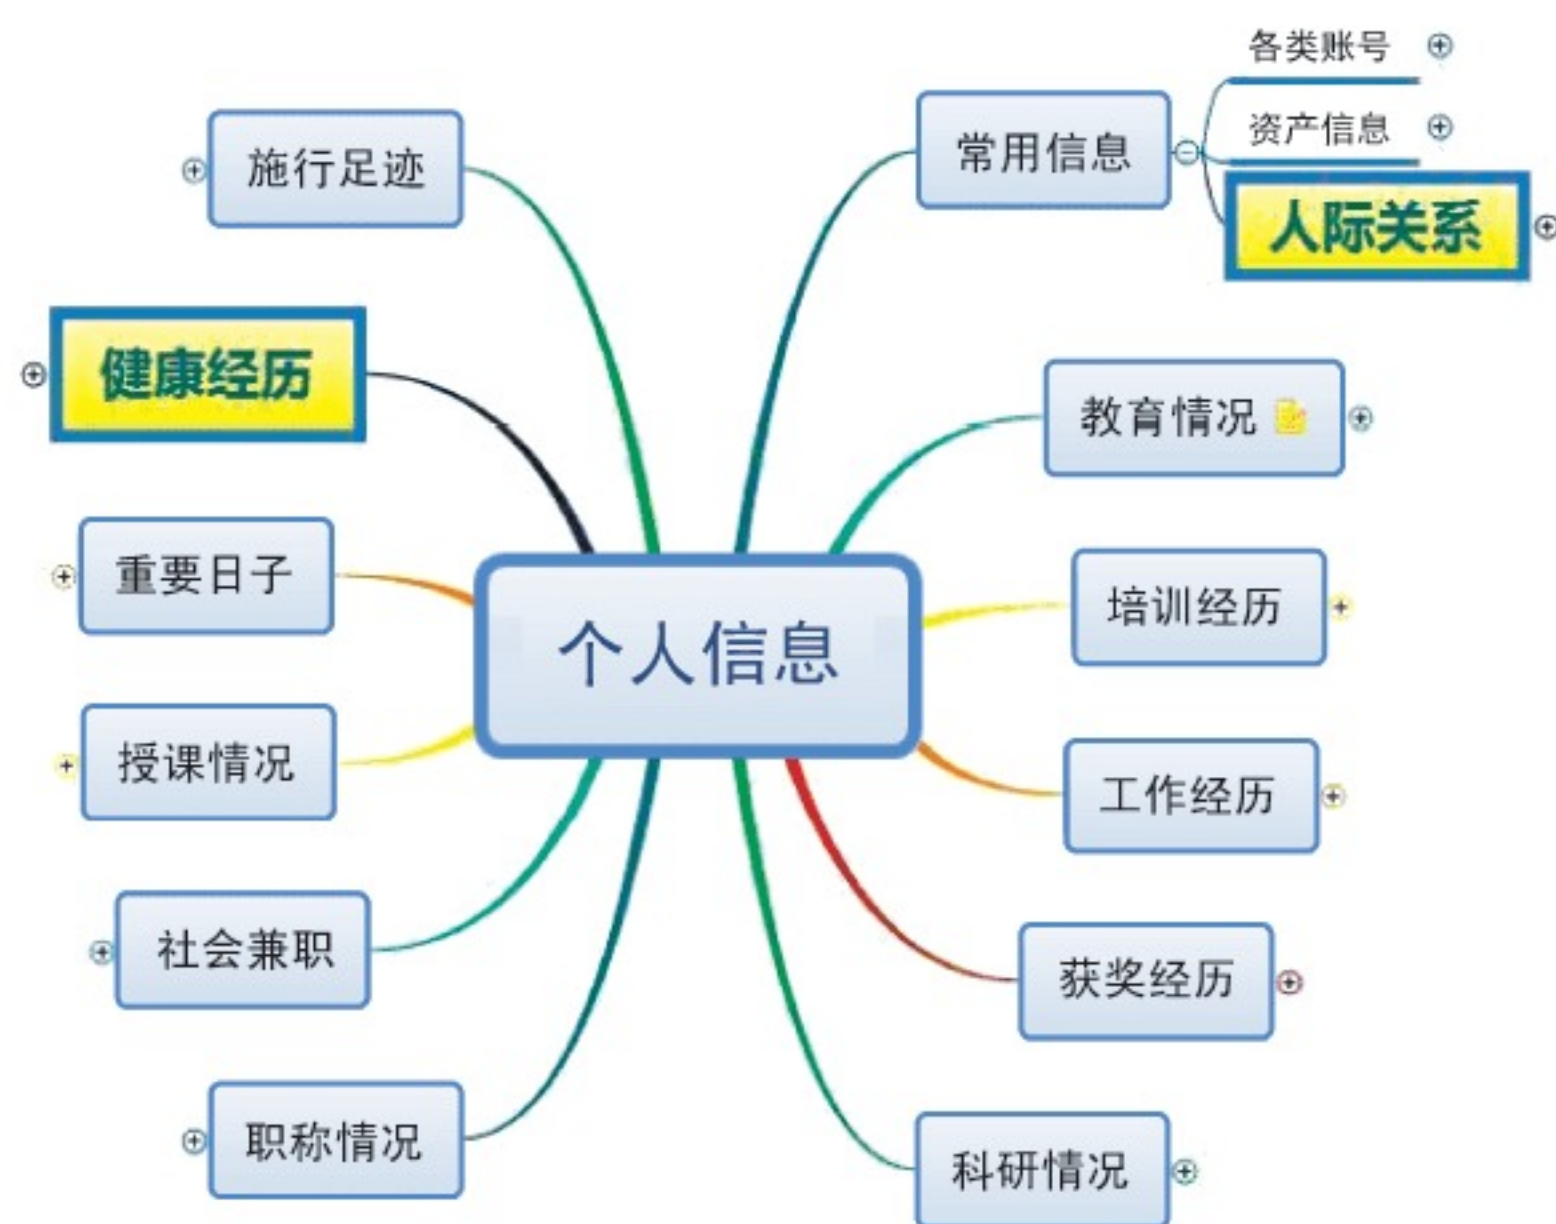 各类账号
资产信息
常用信息
人际关系
施行足迹
健康经历
教育情况
重要日子
培训经历
个人信息
授课情况
工作经历
社会兼职
获奖经历
职称情况
科研情况